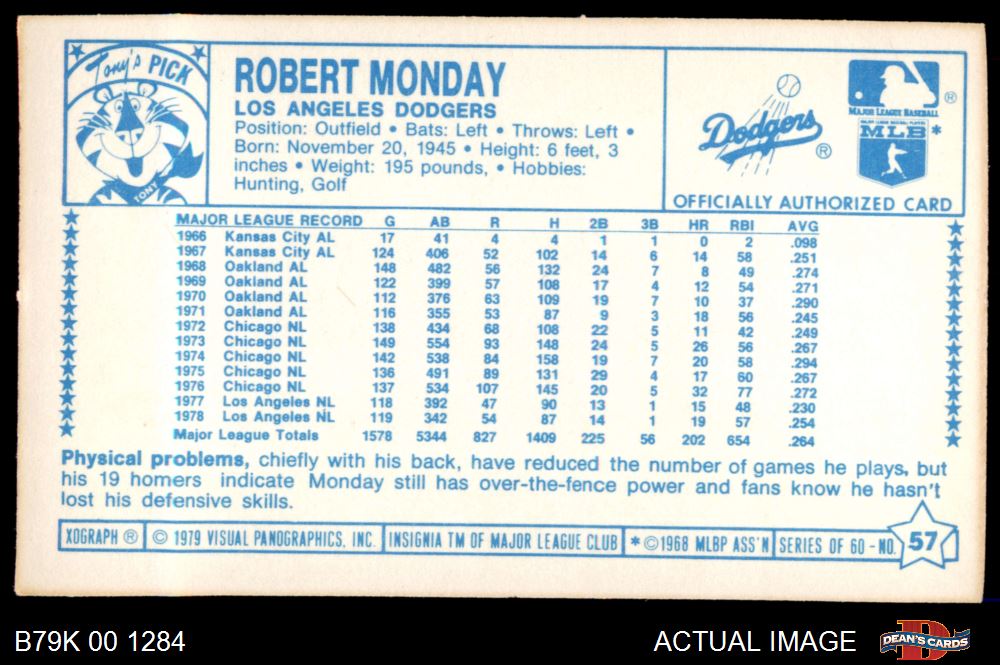 Tony's PICK
TONY
ROBERT MONDAY
LOS ANGELES DODGERS
Position: Outfield • Bats: Left • Throws: Left •
Born: November 20, 1945 • Height: 6 feet, 3
inches • Weight: 195 pounds, • Hobbies:
Hunting, Golf
Dodgers ®
®
MAJOR LEAGUE BASEBALL
MLB *
OFFICIALLY AUTHORIZED CARD
MAJOR LEAGUE RECORD G AB R H 2B 3B HR RBI AVG
1966 Kansas City AL 17 41 4 4 1 1 0 2 .098
1967 Kansas City AL 124 406 52 102 14 6 14 58 .251
1968 Oakland AL 148 482 56 132 24 7 8 49 .274
1969 Oakland AL 122 399 57 108 17 4 12 54 .271
1970 Oakland AL 112 376 63 109 19 7 10 37 .290
1971 Oakland AL 116 355 53 87 9 3 18 56 .245
1972 Chicago NL 138 434 68 108 22 5 11 42 .249
1973 Chicago NL 149 554 93 148 24 5 26 56 .267
1974 Chicago NL 142 538 84 158 19 7 20 58 .294
1975 Chicago NL 136 491 89 131 29 4 17 60 .267
1976 Chicago NL 137 534 107 145 20 5 32 77 .272
1977 Los Angeles NL 118 392 47 90 13 1 15 48 .230
1978 Los Angeles NL 119 342 54 87 14 1 19 57 .254
Major League Totals 1578 5344 827 1409 225 56 202 654 .264
Physical problems, chiefly with his back, have reduced the number of games he plays, but
his 19 homers indicate Monday still has over-the-fence power and fans know he hasn't
lost his defensive skills.
XOGRAPH ® © 1979 VISUAL PANOGRAPHICS, INC. INSIGNIA TM OF MAJOR LEAGUE CLUB * ©1968 MLBP ASS'N SERIES OF 60 - NO. 57
B79K 00 1284 ACTUAL IMAGE DEAN'S CARDS